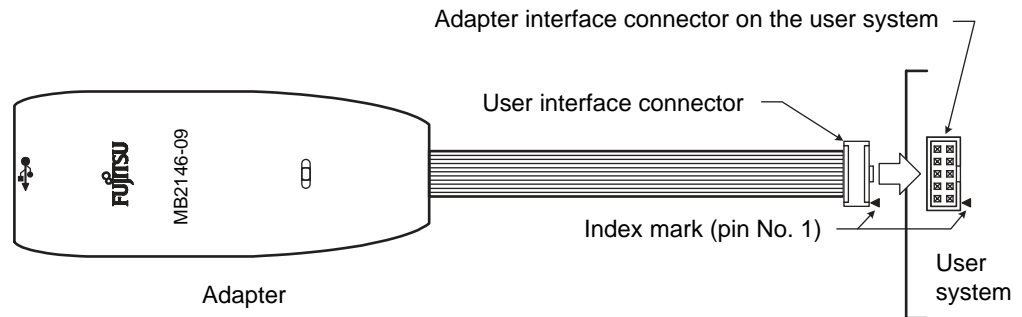 Adapter interface connector on the user system
User interface connector
FUJITSU
MB2146-09
Index mark (pin No. 1)
User
system
Adapter